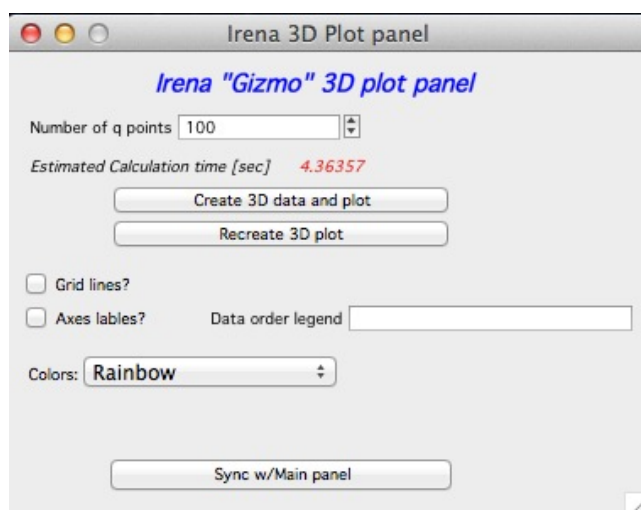 Irena 3D Plot panel
Irena "Gizmo" 3D plot panel
Number of q points 100
Estimated Calculation time [sec] 4.36357
Create 3D data and plot
Recreate 3D plot
Grid lines?
Axes lables? Data order legend
Colors: Rainbow
Sync w/Main panel